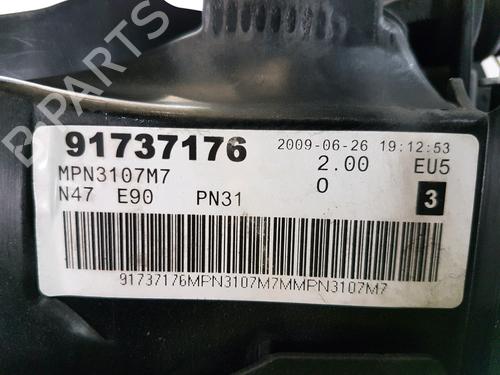 B PARTS
91737176 2009-06-26 19:12:53
MPN3107M7 2.00 EU5
N47 E90 PN31 0 3
91737176MPN3107M7MMPN3107M7